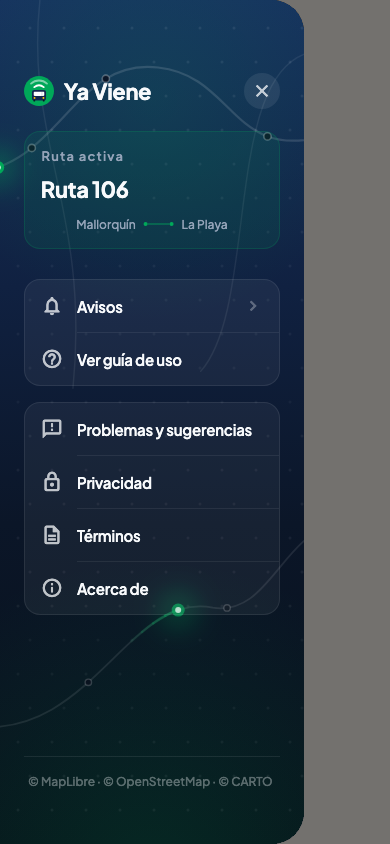 Ya Viene
Ruta activa
Ruta 106
Mallorquín La Playa
Avisos
Ver guía de uso
Problemas y sugerencias
Privacidad
Términos
Acerca de
© MapLibre · © OpenStreetMap · © CARTO